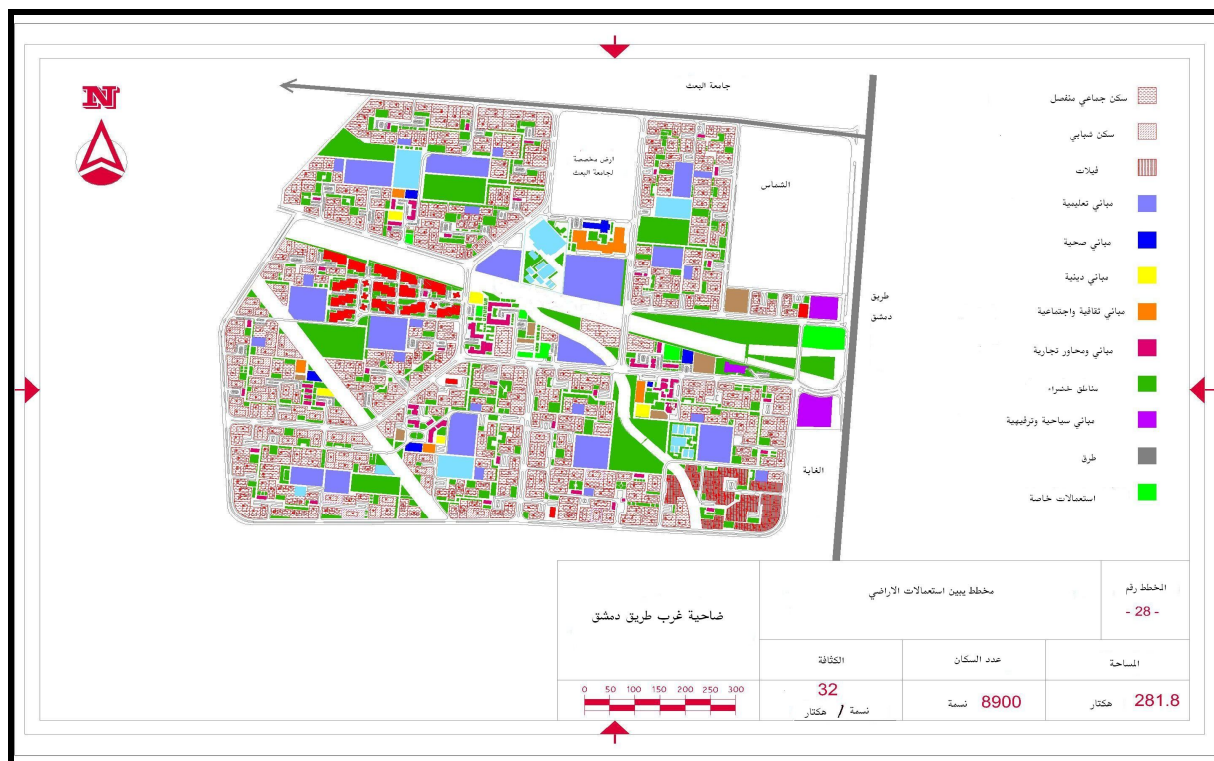 N
جامعة البعث
ارض مخصصة
لجامعة البعث
الشماس
طريق
دمشق
الغابة
سكن جماعي منفصل
سكن شبابي
فيلات
مباني تعليمية
مباني صحية
مباني دينية
مباني ثقافية واجتماعية
مباني ومحاور تجارية
مناطق خضراء
مباني سياحية وترفيهية
طرق
استعمالات خاصة
المخطط رقم
- 28 -
مخطط يبين استعمالات الاراضي
ضاحية غرب طريق دمشق
المساحة
عدد السكان
الكثافة
281.8 هكتار
8900 نسمة
32
نسمة / هكتار
0 50 100 150 200 250 300